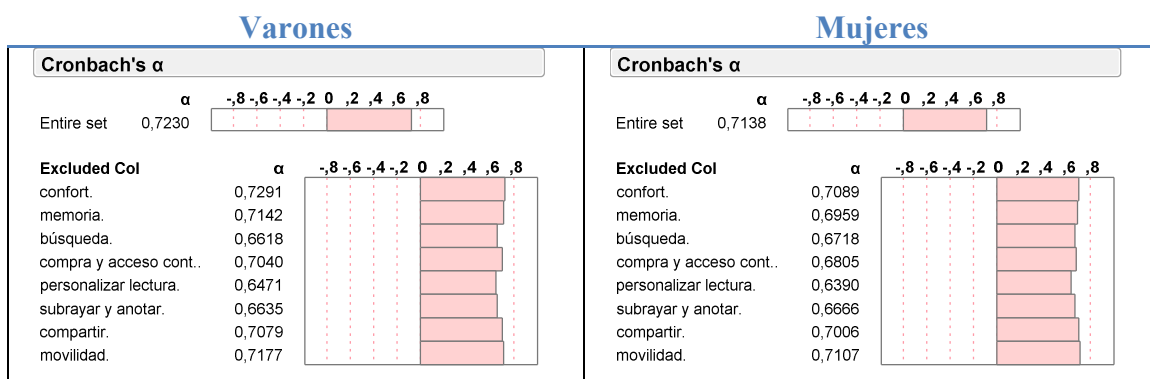 Varones
Cronbach's α
α -,8 -,6 -,4 -,2 0 ,2 ,4 ,6 ,8
Entire set 0,7230
Excluded Col α -,8 -,6 -,4 -,2 0 ,2 ,4 ,6 ,8
confort. 0,7291
memoria. 0,7142
búsqueda. 0,6618
compra y acceso cont.. 0,7040
personalizar lectura. 0,6471
subrayar y anotar. 0,6635
compartir. 0,7079
movilidad. 0,7177
Mujeres
Cronbach's α
α -,8 -,6 -,4 -,2 0 ,2 ,4 ,6 ,8
Entire set 0,7138
Excluded Col α -,8 -,6 -,4 -,2 0 ,2 ,4 ,6 ,8
confort. 0,7089
memoria. 0,6959
búsqueda. 0,6718
compra y acceso cont.. 0,6805
personalizar lectura. 0,6390
subrayar y anotar. 0,6666
compartir. 0,7006
movilidad. 0,7107